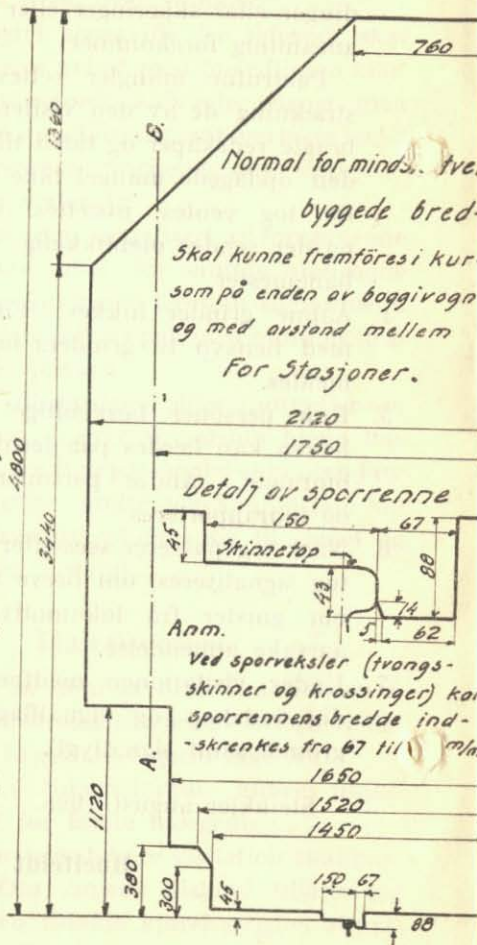 760
1360
B.
Normal for minds
byggede bred-
Skal kunne fremföres i kur
som på enden av boggivogn
og med avstand mellem
For Stasjoner.
2120
1750
4800
3440
Detalj av sporrenne
150
67
45
Skinnetop
88
43
14
5
62
Anm.
Ved sporveksler (tvangs-
skinner og krossinger) kan
sporrennens bredde ind-
-skrenkes fra 67 til m/m
A.
1120
1650
1520
1450
380
300
45
150
67
88